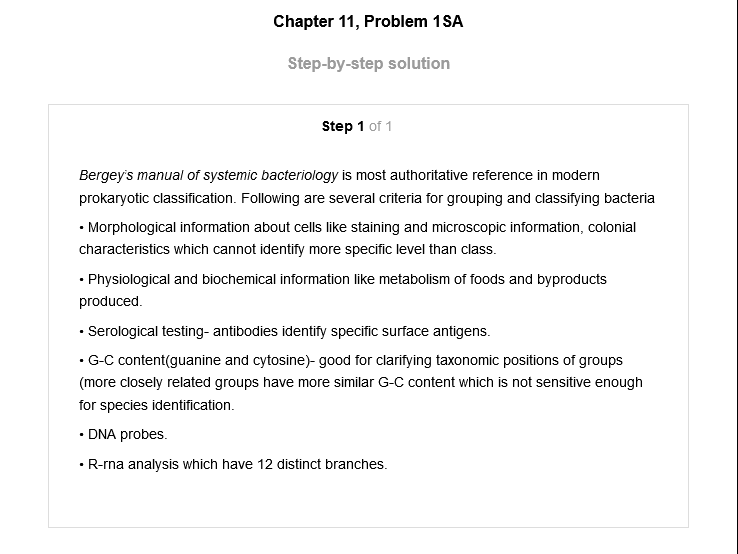 Chapter 11, Problem 1SA
Step-by-step solution
Step 1 of 1
Bergey's manual of systemic bacteriology is most authoritative reference in modern
prokaryotic classification. Following are several criteria for grouping and classifying bacteria
• Morphological information about cells like staining and microscopic information, colonial
characteristics which cannot identify more specific level than class.
• Physiological and biochemical information like metabolism of foods and byproducts
produced.
• Serological testing- antibodies identify specific surface antigens.
• G-C content(guanine and cytosine)- good for clarifying taxonomic positions of groups
(more closely related groups have more similar G-C content which is not sensitive enough
for species identification.
• DNA probes.
• R-rna analysis which have 12 distinct branches.